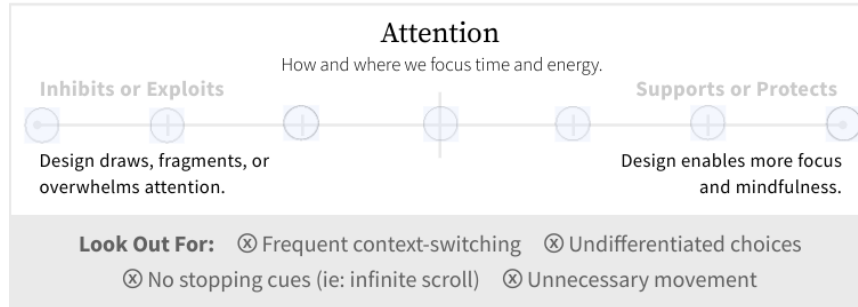 Attention
How and where we focus time and energy.
Inhibits or Exploits
Supports or Protects
Design draws, fragments, or
overwhelms attention.
Design enables more focus
and mindfulness.
Look Out For: ⓧ Frequent context-switching ⓧ Undifferentiated choices
ⓧ No stopping cues (ie: infinite scroll) ⓧ Unnecessary movement